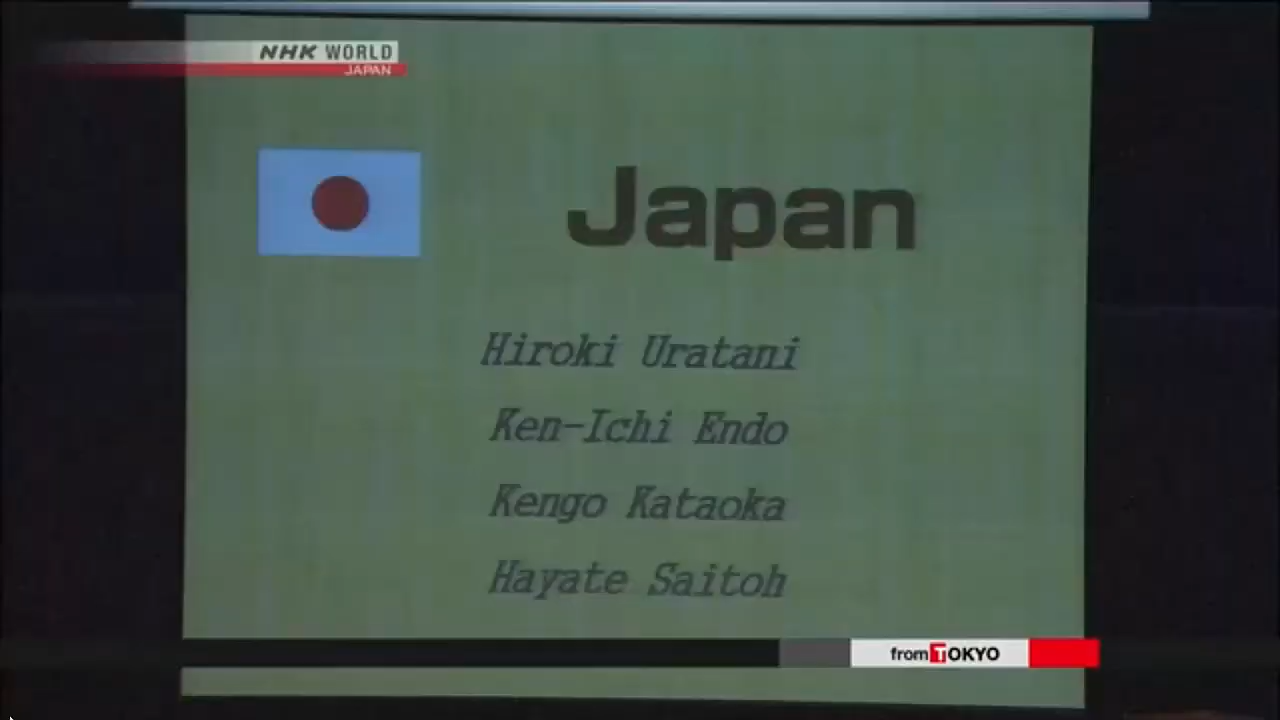 NHK WORLD
JAPAN
Japan
Hiroki Uratani
Ken-Ichi Endo
Kengo Kataoka
Hayate Saitoh
from TOKYO